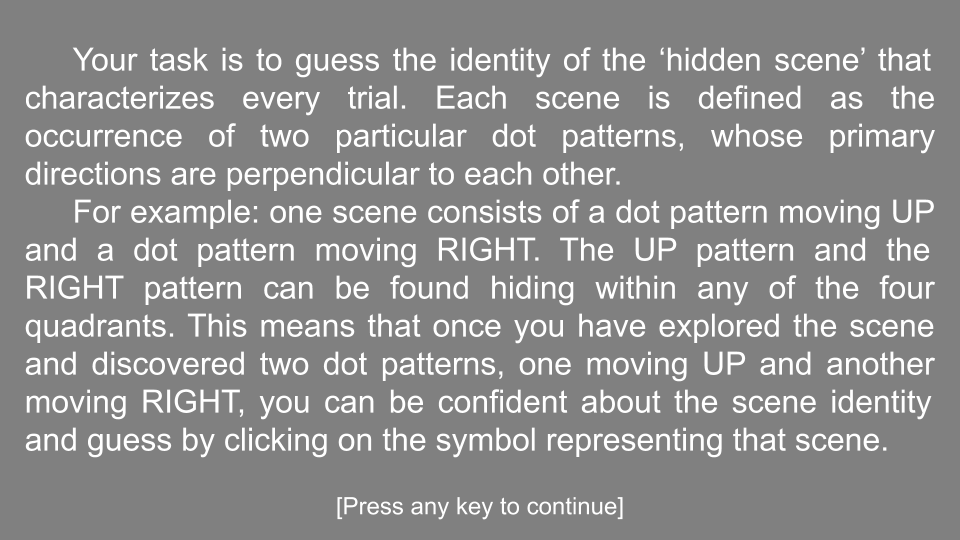 Your task is to guess the identity of the ‘hidden scene’ that
characterizes every trial. Each scene is defined as the
occurrence of two particular dot patterns, whose primary
directions are perpendicular to each other.
For example: one scene consists of a dot pattern moving UP
and a dot pattern moving RIGHT. The UP pattern and the
RIGHT pattern can be found hiding within any of the four
quadrants. This means that once you have explored the scene
and discovered two dot patterns, one moving UP and another
moving RIGHT, you can be confident about the scene identity
and guess by clicking on the symbol representing that scene.
[Press any key to continue]